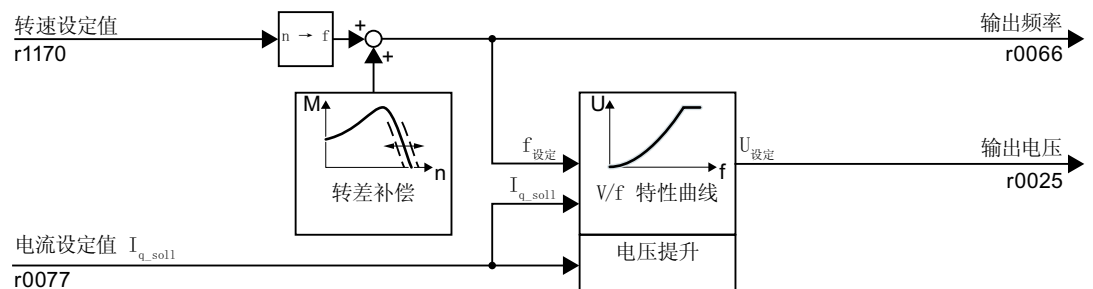 转速设定值
r1170
n → f
+
+
输出频率
r0066
M
n
转差补偿
U
f
V/f 特性曲线
f设定
I q_soll
U设定
输出电压
r0025
电流设定值 I q_soll
r0077
电压提升